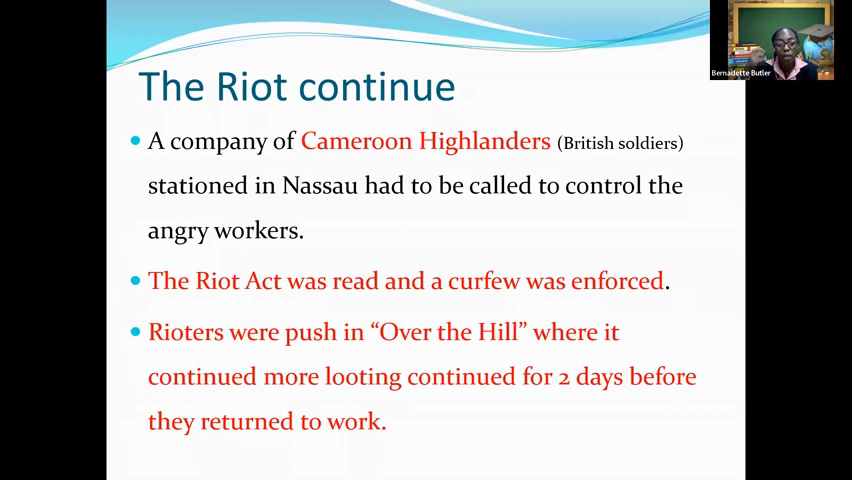 Bernadette Butler
The Riot continue
A company of Cameroon Highlanders (British soldiers)
stationed in Nassau had to be called to control the
angry workers.
The Riot Act was read and a curfew was enforced.
Rioters were push in “Over the Hill” where it
continued more looting continued for 2 days before
they returned to work.